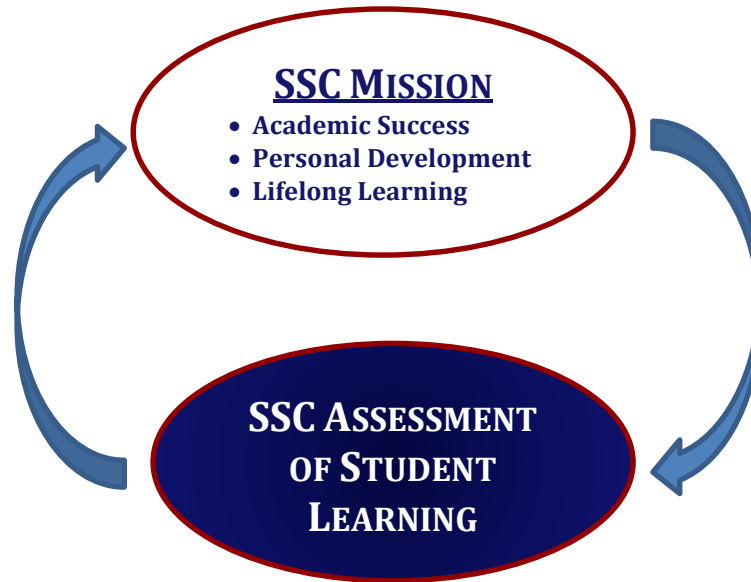 SSC MISSION
• Academic Success
• Personal Development
• Lifelong Learning
SSC ASSESSMENT
OF STUDENT
LEARNING